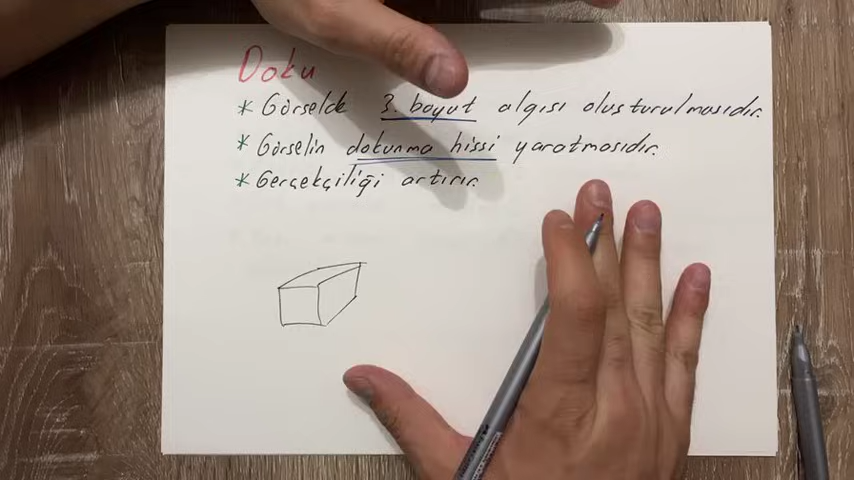 Doku
* Görselde 3. boyut algısı oluşturulmasıdır.
* Görselin dokunma hissi yaratmasıdır.
* Gerçekçiliği artırır.